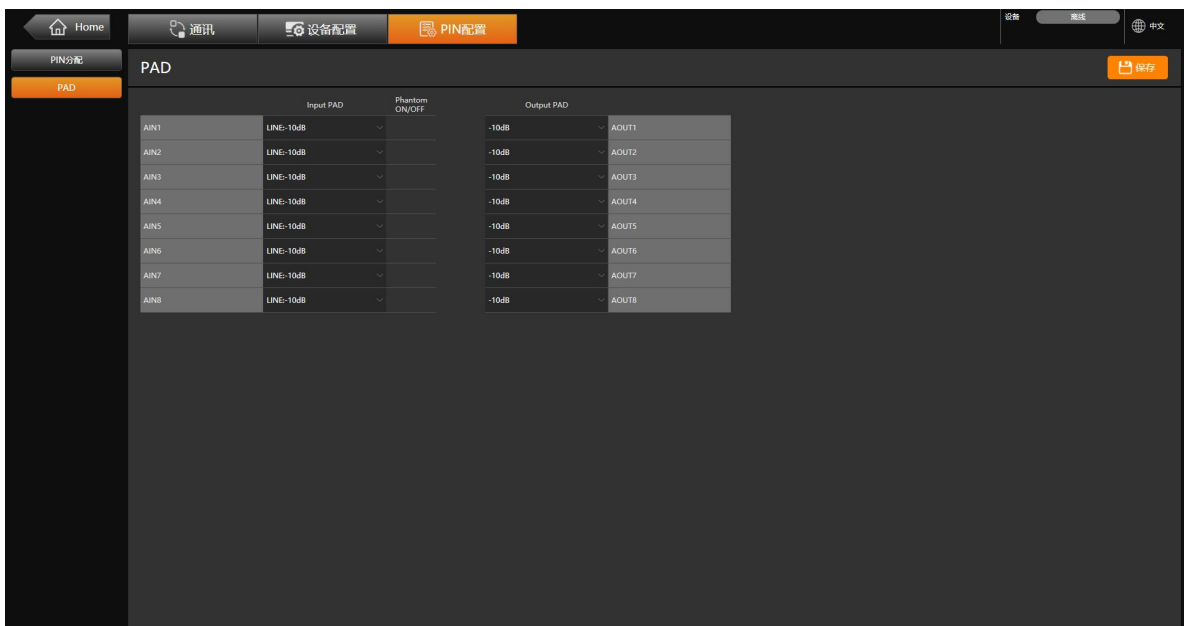 Home 通讯 设备配置 PIN配置 设备 离线 中文
PIN分配
PAD
PAD 保存
Input PAD Phantom ON/OFF Output PAD
AIN1 LINE:-10dB -10dB AOUT1
AIN2 LINE:-10dB -10dB AOUT2
AIN3 LINE:-10dB -10dB AOUT3
AIN4 LINE:-10dB -10dB AOUT4
AIN5 LINE:-10dB -10dB AOUT5
AIN6 LINE:-10dB -10dB AOUT6
AIN7 LINE:-10dB -10dB AOUT7
AIN8 LINE:-10dB -10dB AOUT8